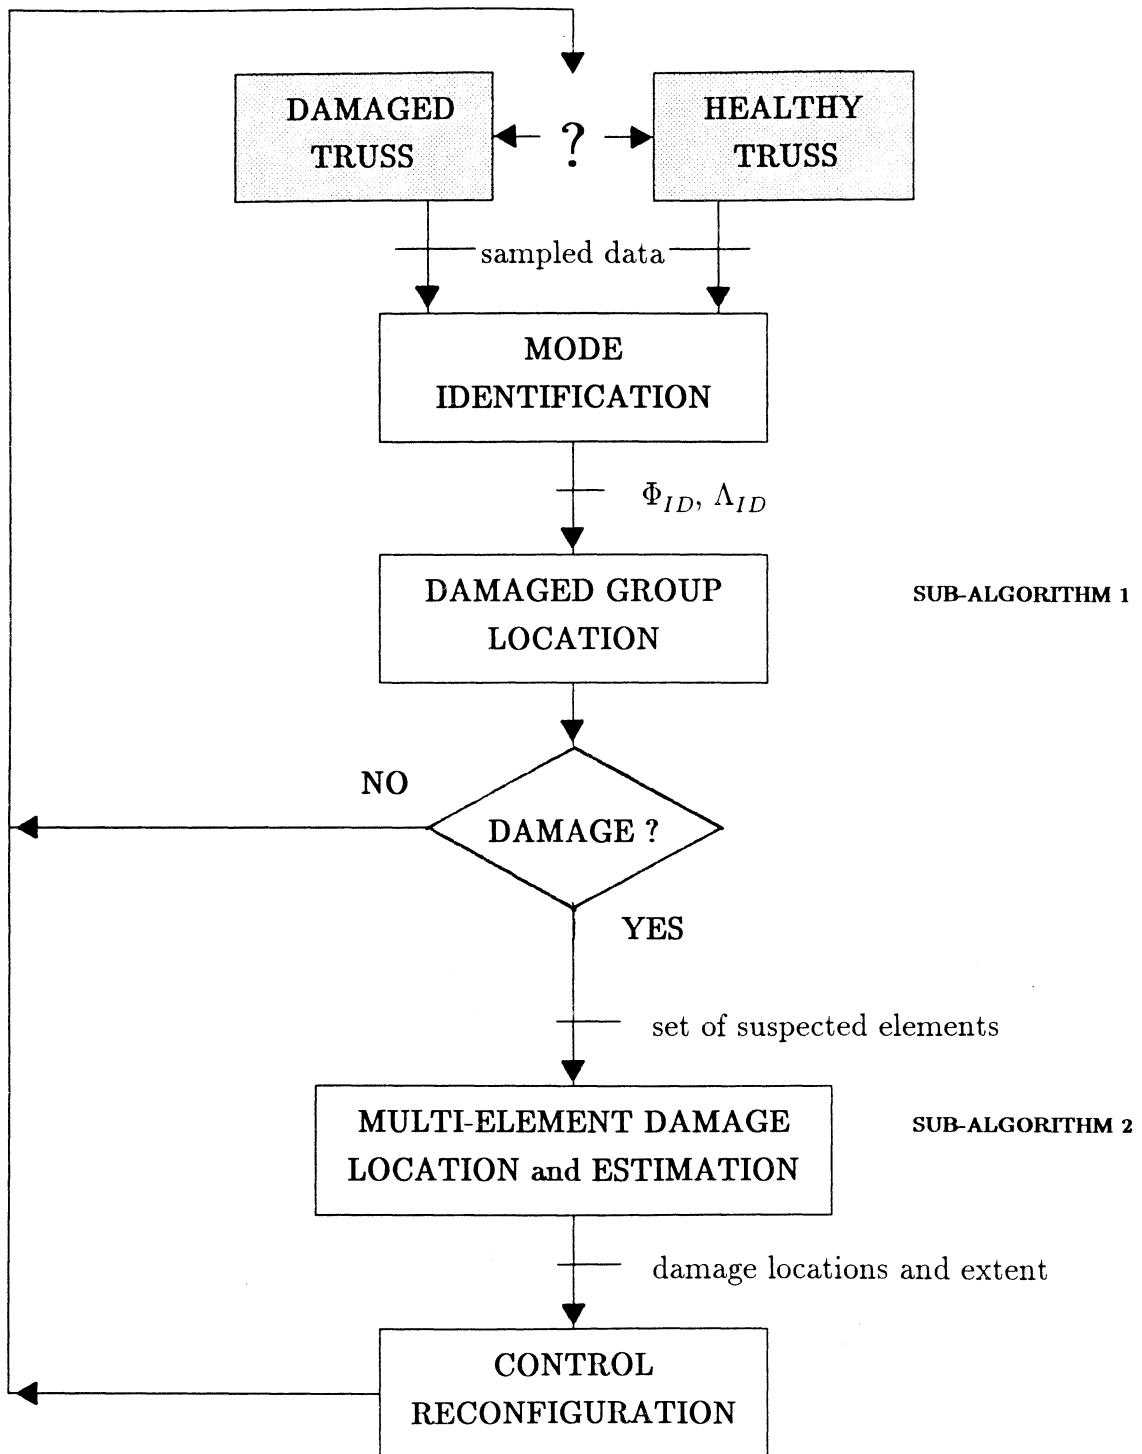 DAMAGED
TRUSS
?
HEALTHY
TRUSS
sampled data
MODE
IDENTIFICATION
Φ_ID, Λ_ID
DAMAGED GROUP
LOCATION
SUB-ALGORITHM 1
NO
DAMAGE ?
YES
set of suspected elements
MULTI-ELEMENT DAMAGE
LOCATION and ESTIMATION
SUB-ALGORITHM 2
damage locations and extent
CONTROL
RECONFIGURATION